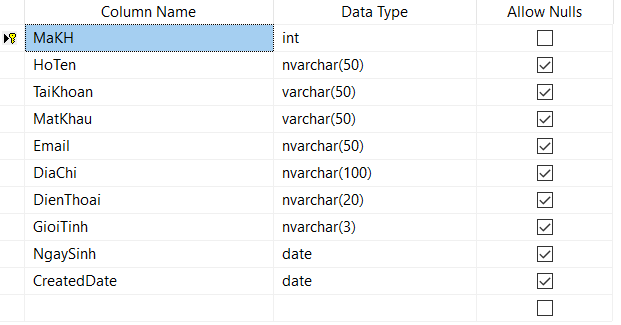 Column Name Data Type Allow Nulls
MaKH int
HoTen nvarchar(50)
TaiKhoan varchar(50)
MatKhau varchar(50)
Email nvarchar(50)
DiaChi nvarchar(100)
DienThoai nvarchar(20)
GioiTinh nvarchar(3)
NgaySinh date
CreatedDate date